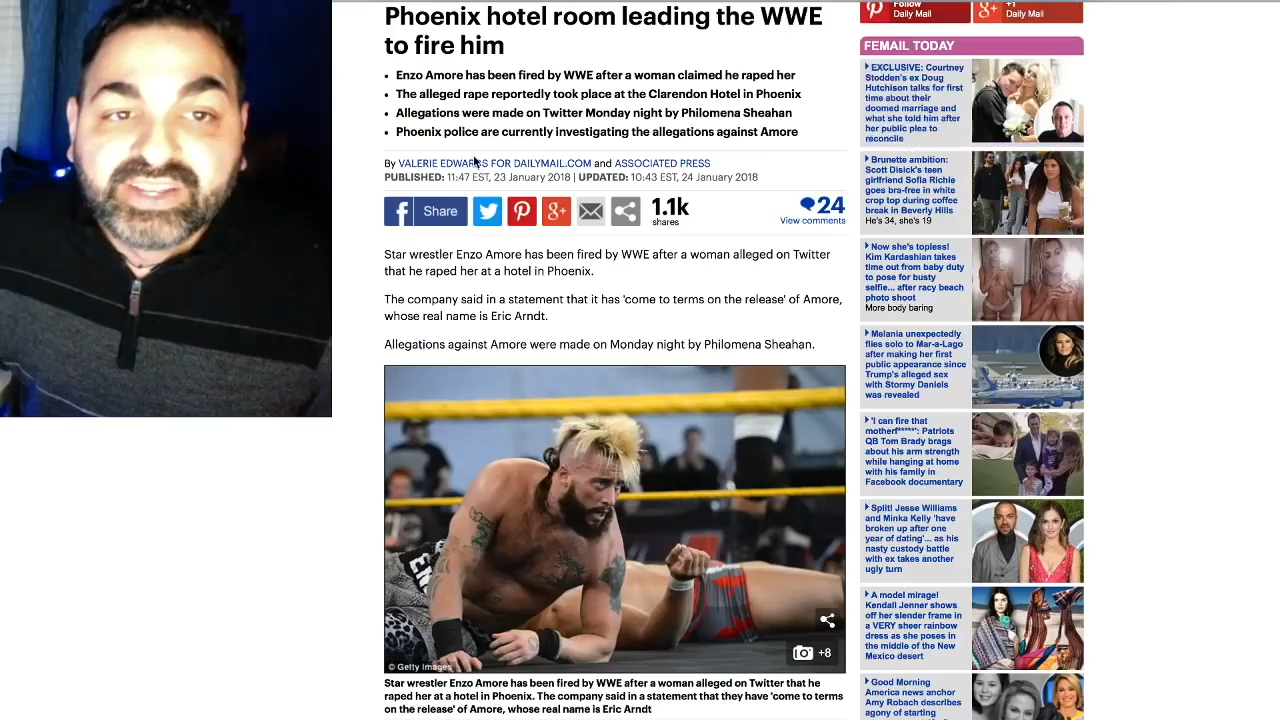 Phoenix hotel room leading the WWE
to fire him
Enzo Amore has been fired by WWE after a woman claimed he raped her
The alleged rape reportedly took place at the Clarendon Hotel in Phoenix
Allegations were made on Twitter Monday night by Philomena Sheahan
Phoenix police are currently investigating the allegations against Amore
By VALERIE EDWARDS FOR DAILYMAIL.COM and ASSOCIATED PRESS
PUBLISHED: 11:47 EST, 23 January 2018 | UPDATED: 10:43 EST, 24 January 2018
Share
1.1k
shares
24
View comments
Star wrestler Enzo Amore has been fired by WWE after a woman alleged on Twitter
that he raped her at a hotel in Phoenix.
The company said in a statement that it has 'come to terms on the release' of Amore,
whose real name is Eric Arndt.
Allegations against Amore were made on Monday night by Philomena Sheahan.
+8
© Getty Images
Star wrestler Enzo Amore has been fired by WWE after a woman alleged on Twitter that he
raped her at a hotel in Phoenix. The company said in a statement that they have 'come to terms
on the release' of Amore, whose real name is Eric Arndt
Follow
Daily Mail
+1
Daily Mail
FEMAIL TODAY
EXCLUSIVE: Courtney
Stodden's ex Doug
Hutchison talks for first
time about their
doomed marriage and
what she told him after
her public plea to
reconcile
Brunette ambition:
Scott Disick's teen
girlfriend Sofia Richie
goes bra-free in white
crop top during coffee
break in Beverly Hills
He's 34, she's 19
Now she's topless!
Kim Kardashian takes
time out from baby duty
to pose for busty
selfie... after racy beach
photo shoot
More body baring
Melania unexpectedly
flies solo to Mar-a-Lago
after making her first
public appearance since
Trump's alleged sex
with Stormy Daniels
was revealed
'I can fire that
motherf*****': Patriots
QB Tom Brady brags
about his arm strength
while hanging at home
with his family in
Facebook documentary
Split! Jesse Williams
and Minka Kelly 'have
broken up after one
year of dating'... as his
nasty custody battle
with ex takes another
ugly turn
A model mirage!
Kendall Jenner shows
off her slender frame in
a VERY sheer rainbow
dress as she poses in
the middle of the New
Mexico desert
Good Morning
America news anchor
Amy Robach describes
agony of starting